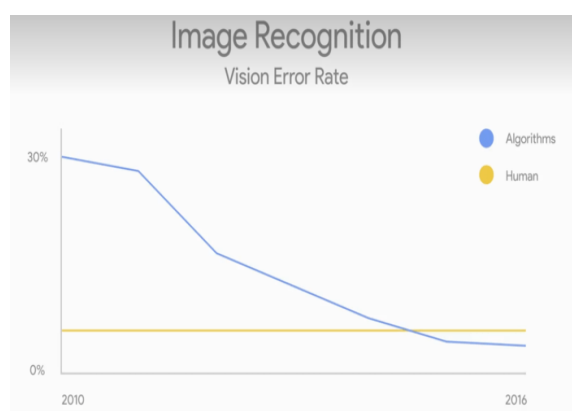 Image Recognition
Vision Error Rate
Algorithms
Human
30%
0%
2010
2016